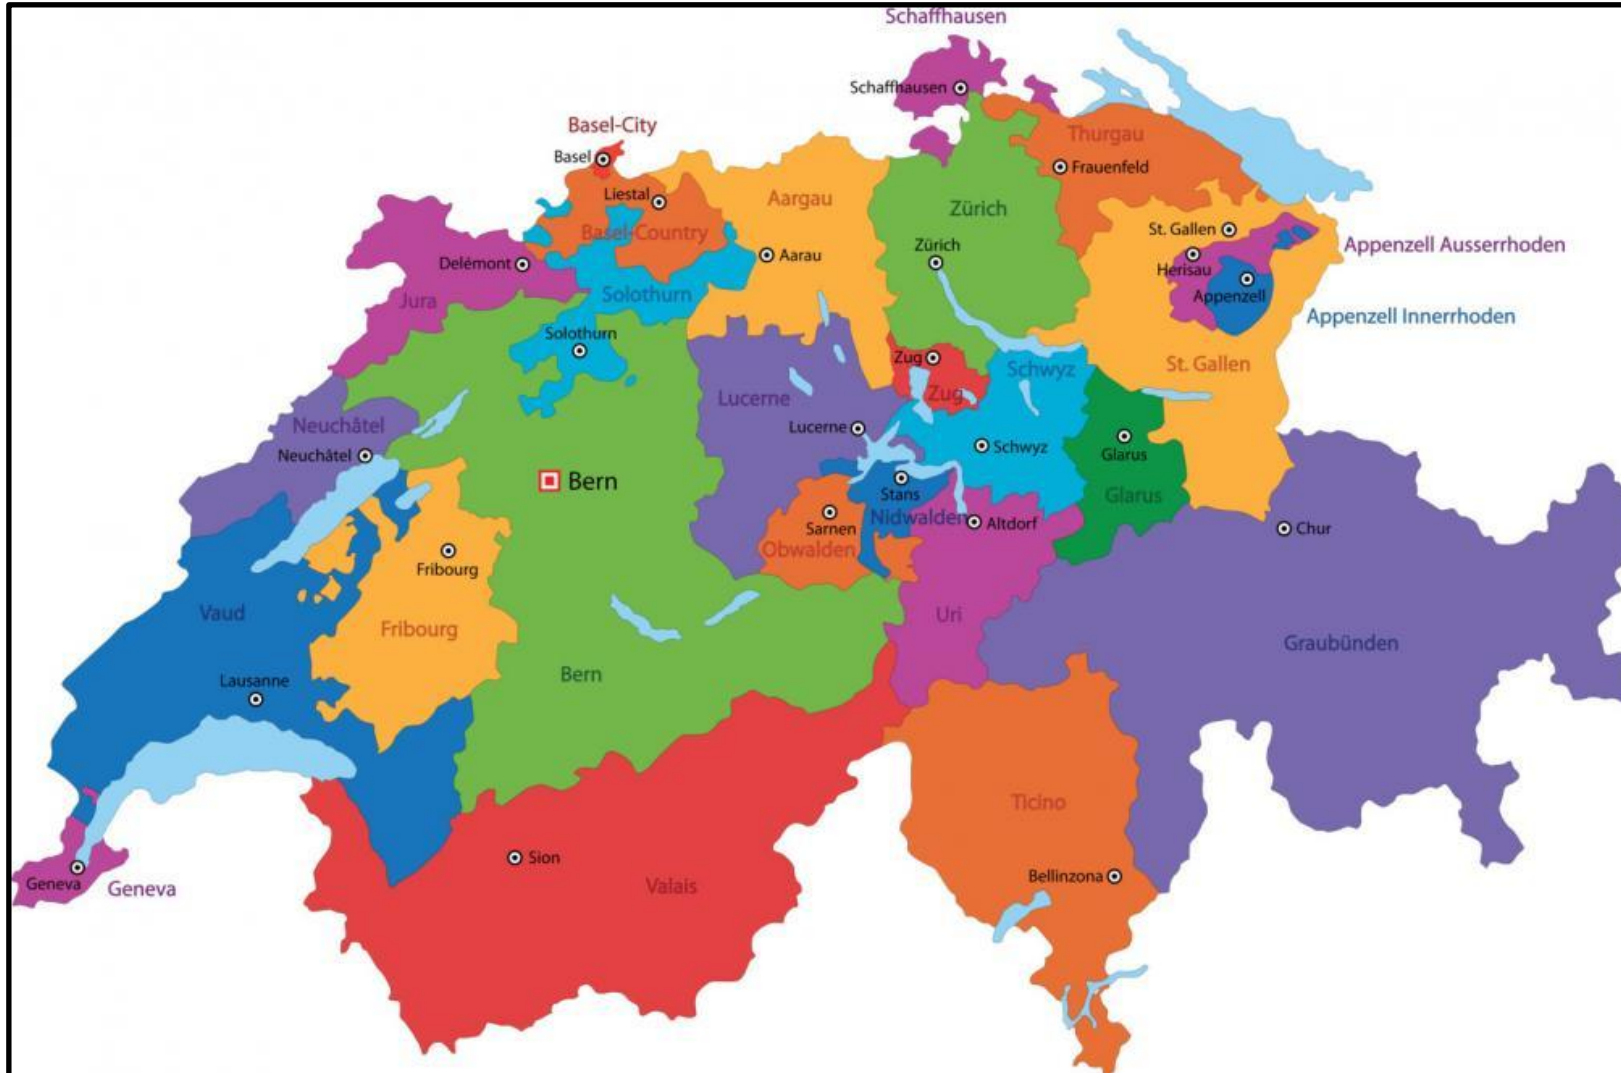 Schaffhausen
Schaffhausen
Basel-City
Thurgau
Basel
Frauenfeld
Liestal
Aargau
Zürich
St. Gallen
Basel-Country
Zürich
Appenzell Ausserrhoden
Aarau
Delémont
Herisau
Solothurn
Appenzell
Jura
Appenzell Innerrhoden
Solothurn
Zug
Schwyz
St. Gallen
Zug
Lucerne
Neuchâtel
Lucerne
Schwyz
Neuchâtel
Glarus
Bern
Stans
Glarus
Nidwalden
Altdorf
Sarnen
Chur
Obwalden
Fribourg
Vaud
Uri
Fribourg
Graubünden
Bern
Lausanne
Ticino
Sion
Bellinzona
Geneva
Geneva
Valais